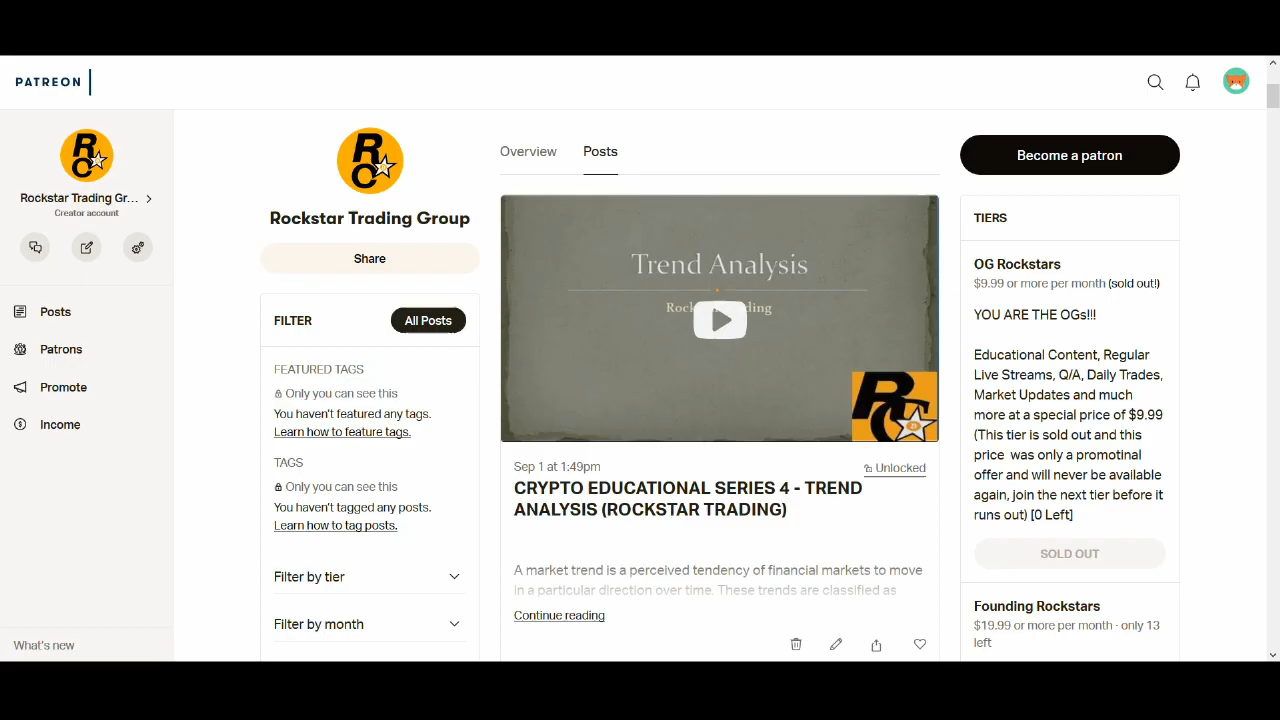 PATREON
R
C
Rockstar Trading Gr...
Creator account
Posts
Patrons
Promote
Income
What's new
R
C
Rockstar Trading Group
Share
FILTER
All Posts
FEATURED TAGS
Only you can see this
You haven't featured any tags.
Learn how to feature tags.
TAGS
Only you can see this
You haven't tagged any posts.
Learn how to tag posts.
Filter by tier
Filter by month
Overview
Posts
Trend Analysis
R
C
Sep 1 at 1:49pm
Unlocked
CRYPTO EDUCATIONAL SERIES 4 - TREND
ANALYSIS (ROCKSTAR TRADING)
A market trend is a perceived tendency of financial markets to move
in a particular direction over time. These trends are classified as
Continue reading
Become a patron
TIERS
OG Rockstars
$9.99 or more per month (sold out!)
YOU ARE THE OGs!!!
Educational Content, Regular
Live Streams, Q/A, Daily Trades,
Market Updates and much
more at a special price of $9.99
(This tier is sold out and this
price was only a promotinal
offer and will never be available
again, join the next tier before it
runs out) [0 Left]
SOLD OUT
Founding Rockstars
$19.99 or more per month · only 13
left